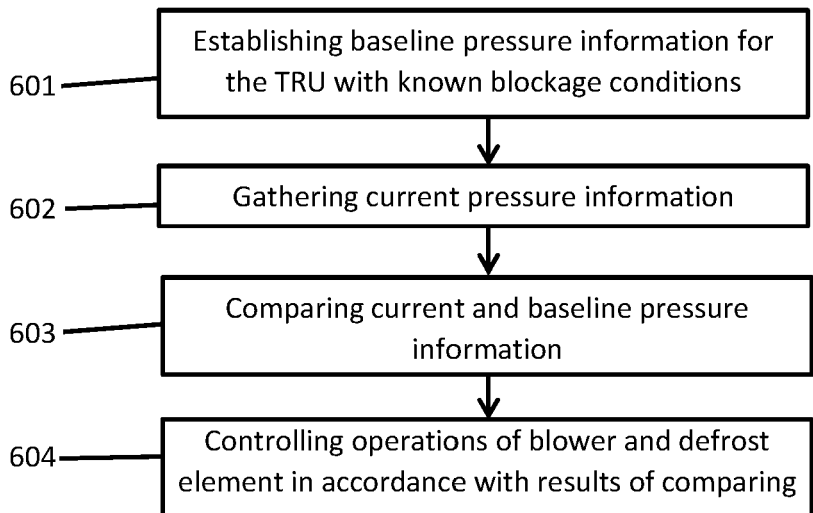 Establishing baseline pressure information for
601
the TRU with known blockage conditions
602
Gathering current pressure information
603
Comparing current and baseline pressure
information
604
Controlling operations of blower and defrost
element in accordance with results of comparing